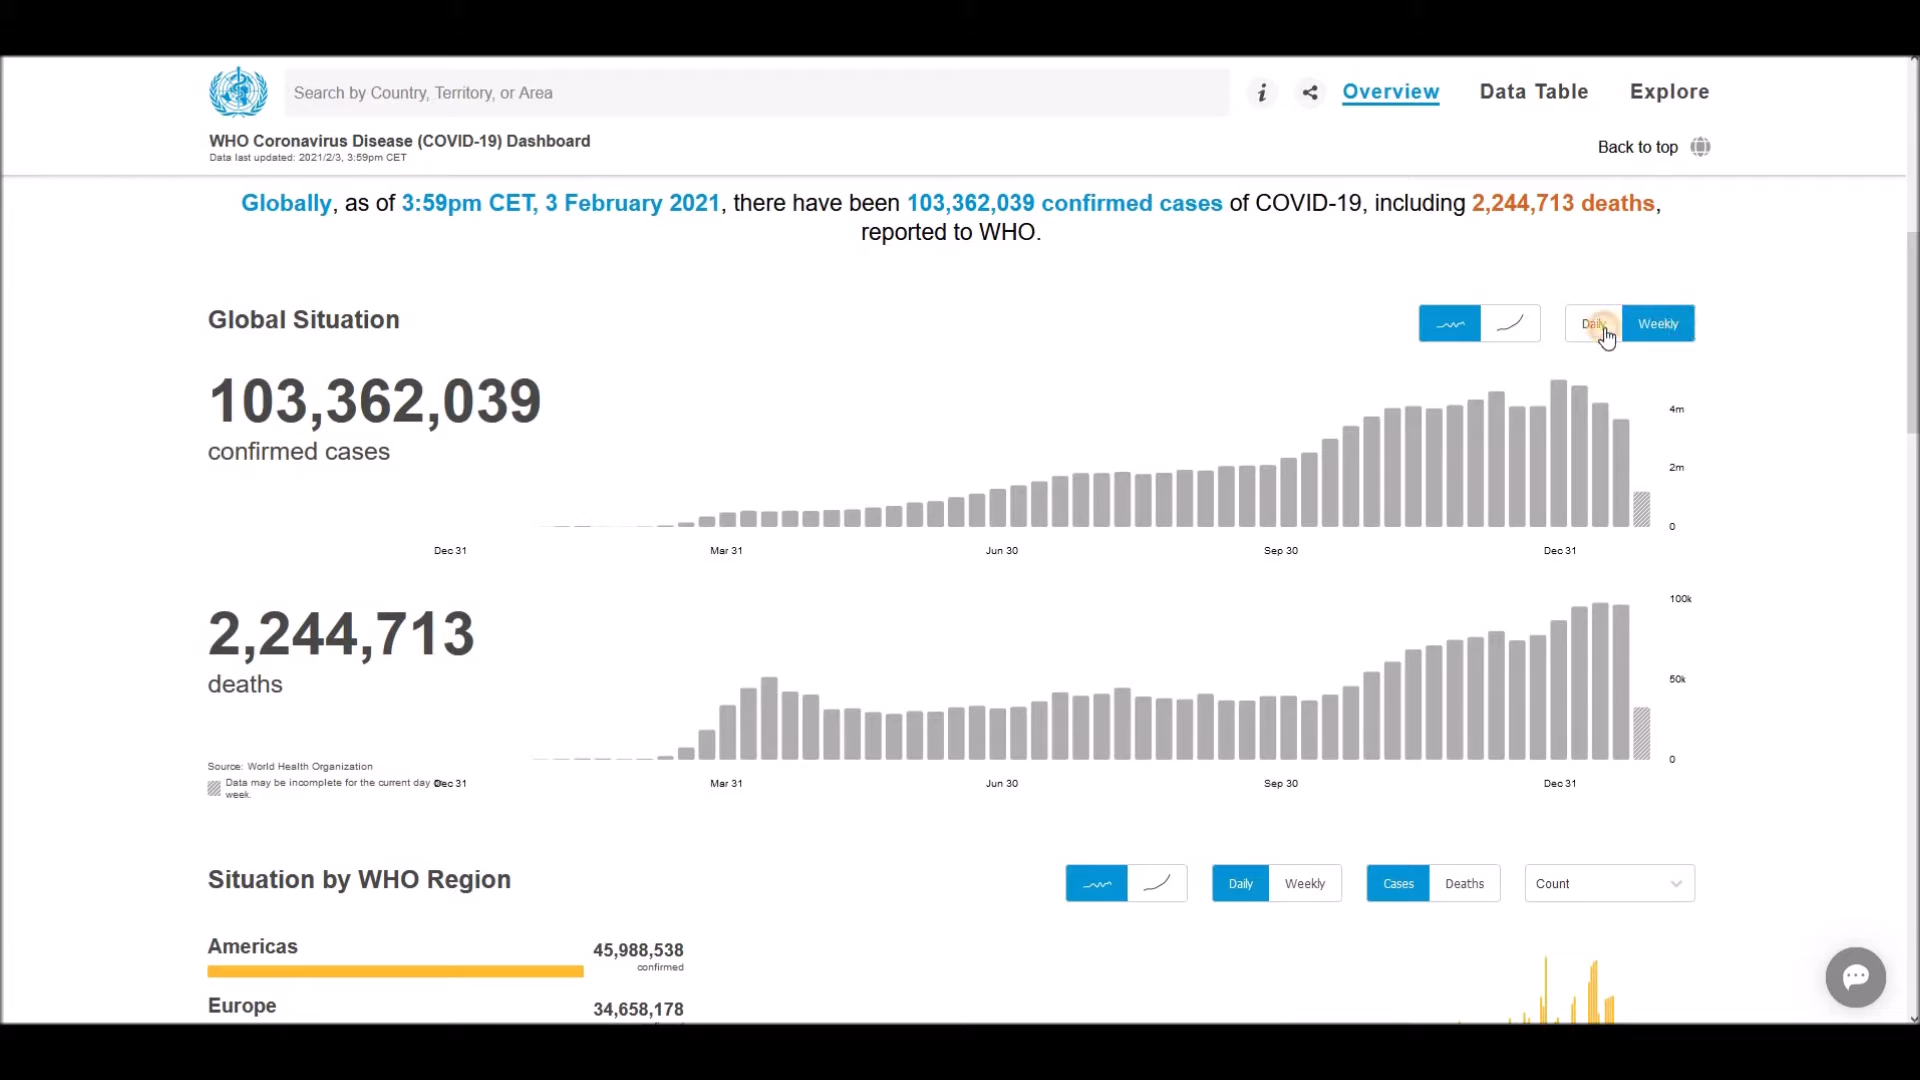 Search by Country, Territory, or Area
i
Overview
Data Table
Explore
WHO Coronavirus Disease (COVID-19) Dashboard
Data last updated: 2021/2/3, 3:59pm CET
Back to top
Globally, as of 3:59pm CET, 3 February 2021, there have been 103,362,039 confirmed cases of COVID-19, including 2,244,713 deaths,
reported to WHO.
Global Situation
Daily
Weekly
103,362,039
confirmed cases
4m
2m
0
Dec 31
Mar 31
Jun 30
Sep 30
Dec 31
2,244,713
deaths
100k
50k
0
Source: World Health Organization
Data may be incomplete for the current day
week.
Dec 31
Mar 31
Jun 30
Sep 30
Dec 31
Situation by WHO Region
Daily
Weekly
Cases
Deaths
Count
Americas
45,988,538
confirmed
Europe
34,658,178